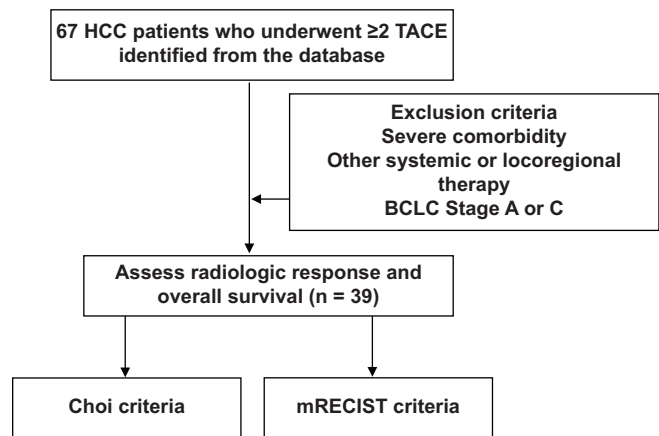 67 HCC patients who underwent ≥2 TACE
identified from the database
Exclusion criteria
Severe comorbidity
Other systemic or locoregional
therapy
BCLC Stage A or C
Assess radiologic response and
overall survival (n = 39)
Choi criteria
mRECIST criteria